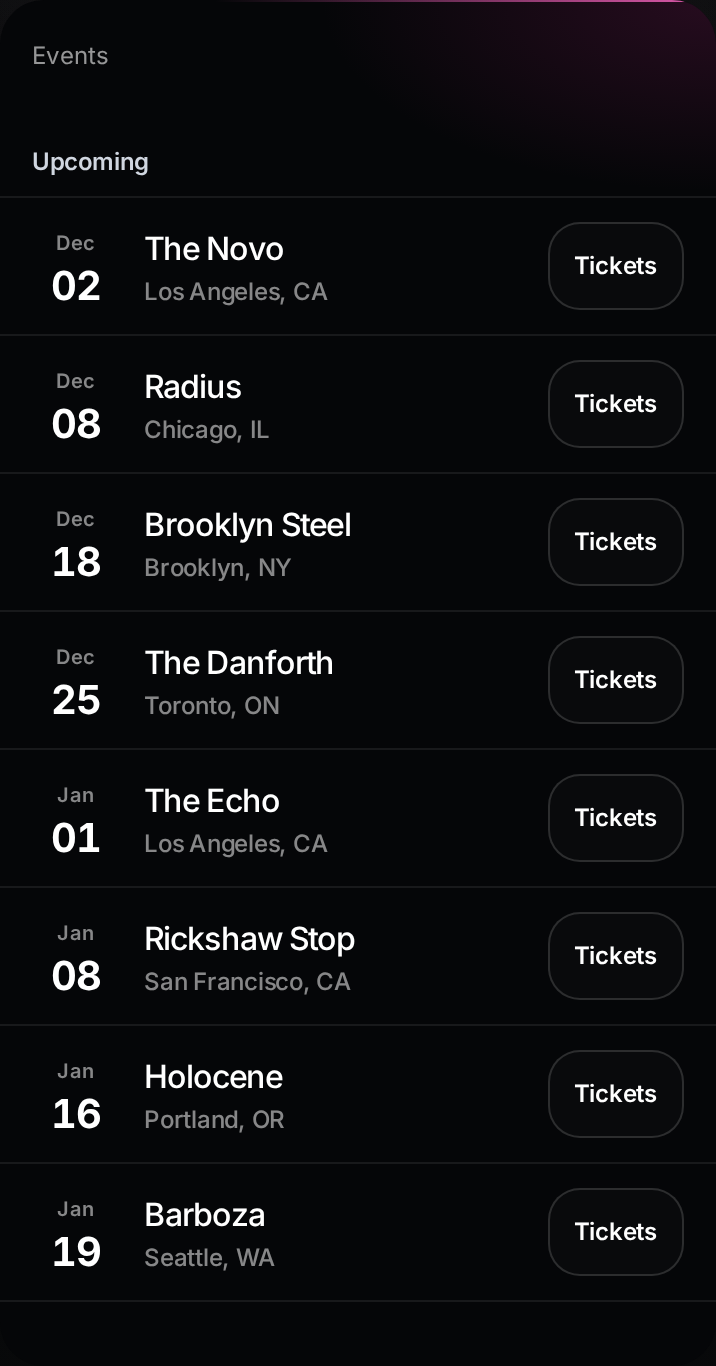 Events
Upcoming
Dec
02
The Novo
Los Angeles, CA
Tickets
Dec
08
Radius
Chicago, IL
Tickets
Dec
18
Brooklyn Steel
Brooklyn, NY
Tickets
Dec
25
The Danforth
Toronto, ON
Tickets
Jan
01
The Echo
Los Angeles, CA
Tickets
Jan
08
Rickshaw Stop
San Francisco, CA
Tickets
Jan
16
Holocene
Portland, OR
Tickets
Jan
19
Barboza
Seattle, WA
Tickets